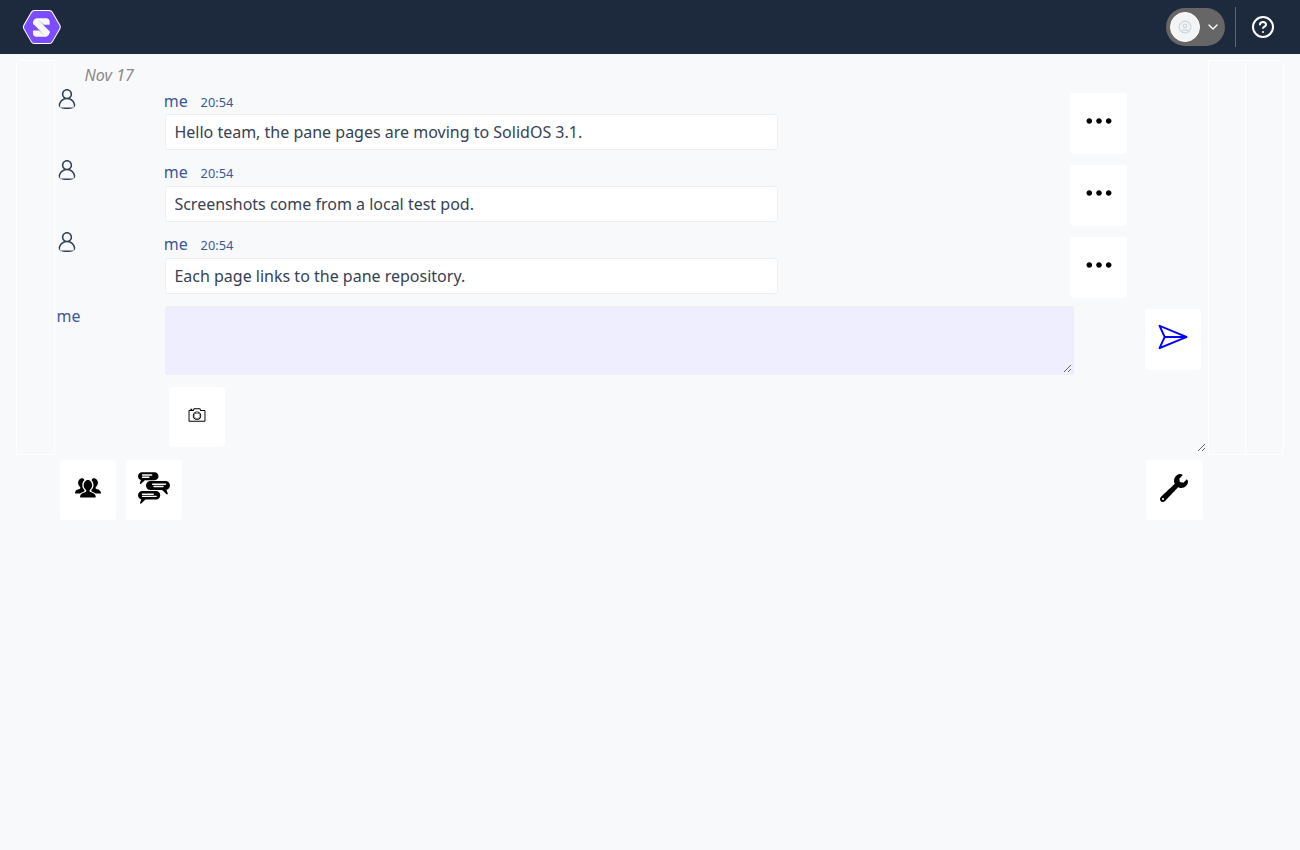 Nov 17
me 20:54
Hello team, the pane pages are moving to SolidOS 3.1.
me 20:54
Screenshots come from a local test pod.
me 20:54
Each page links to the pane repository.
me